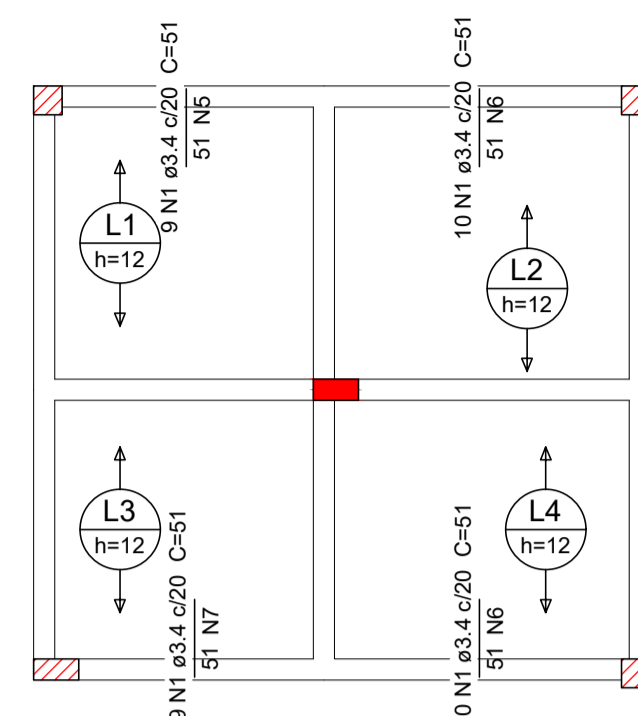 9 N1 ø3.4 c/20 C=51
51 N5
10 N1 ø3.4 c/20 C=51
51 N6
L1
h=12
L2
h=12
L3
h=12
L4
h=12
9 N1 ø3.4 c/20 C=51
51 N7
0 N1 ø3.4 c/20 C=51
51 N6